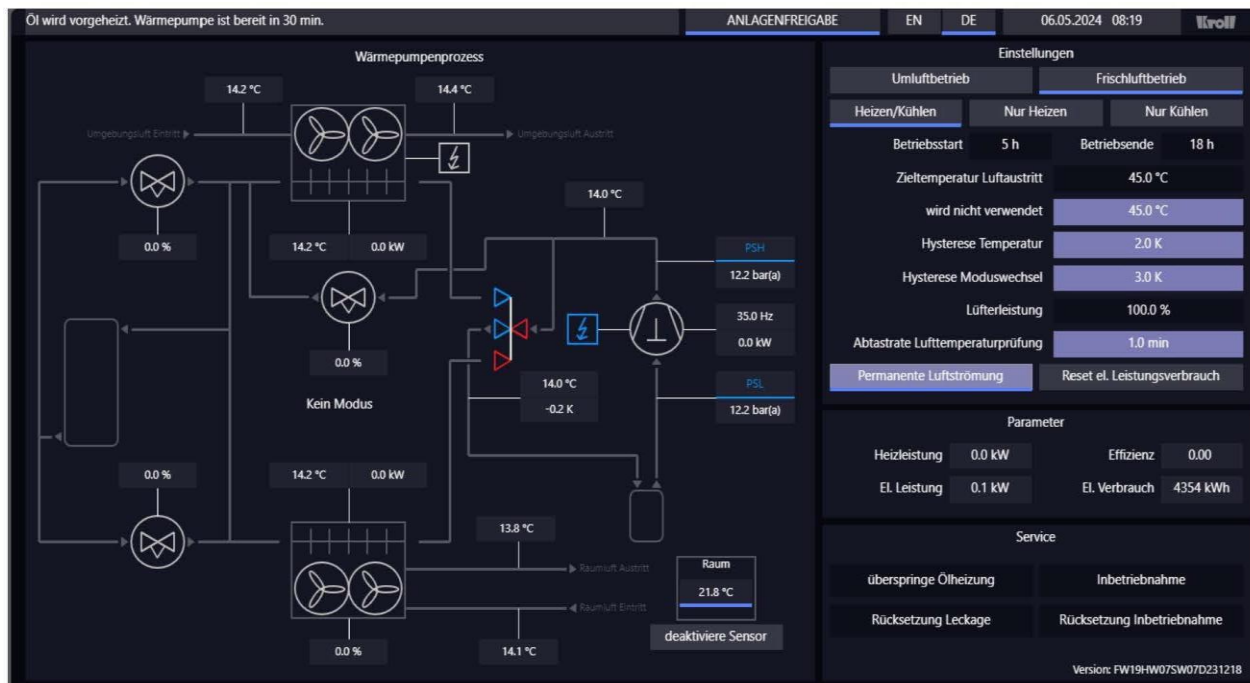 Öl wird vorgeheizt. Wärmepumpe ist bereit in 30 min.
ANLAGENFREIGABE
EN
DE
06.05.2024 08:19
Kroll
Wärmepumpenprozess
14.2 °C
14.4 °C
Umgebungsluft Eintritt
Umgebungsluft Austritt
14.0 °C
0.0 %
14.2 °C
0.0 kW
PSH
12.2 bar(a)
35.0 Hz
0.0 kW
0.0 %
Kein Modus
14.0 °C
-0.2 K
PSL
12.2 bar(a)
0.0 %
14.2 °C
0.0 kW
13.8 °C
Raumluft Austritt
Raum
21.8 °C
Raumluft Eintritt
deaktiviere Sensor
0.0 %
14.1 °C
Einstellungen
Umluftbetrieb
Frischluftbetrieb
Heizen/Kühlen
Nur Heizen
Nur Kühlen
Betriebsstart 5 h
Betriebsende 18 h
Zieltemperatur Luftaustritt 45.0 °C
wird nicht verwendet 45.0 °C
Hysterese Temperatur 2.0 K
Hysterese Moduswechsel 3.0 K
Lüfterleistung 100.0 %
Abtastrate Lufttemperaturprüfung 1.0 min
Permanente Luftströmung
Reset el. Leistungsverbrauch
Parameter
Heizleistung 0.0 kW
Effizienz 0.00
El. Leistung 0.1 kW
El. Verbrauch 4354 kWh
Service
überspringe Ölheizung
Inbetriebnahme
Rücksetzung Leckage
Rücksetzung Inbetriebnahme
Version: FW19HW07SW07D231218